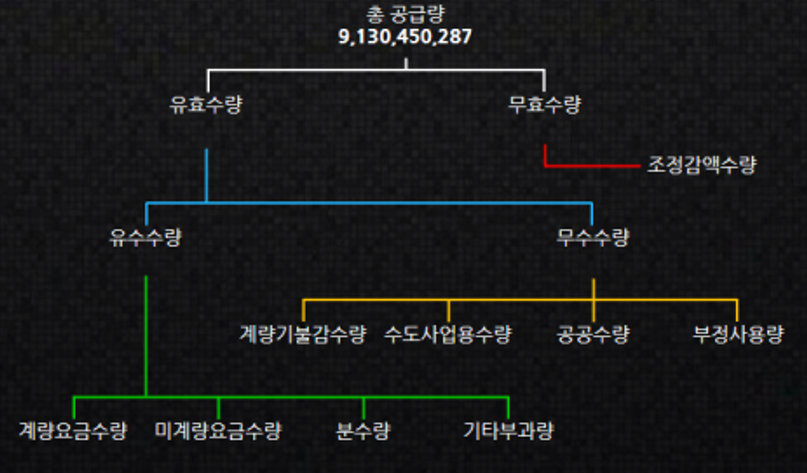 총 공급량
9,130,450,287
유효수량
무효수량
조정감액수량
유수수량
무수수량
계량기불감수량
수도사업용수량
공공수량
부정사용량
계량요금수량
미계량요금수량
분수량
기타부과량